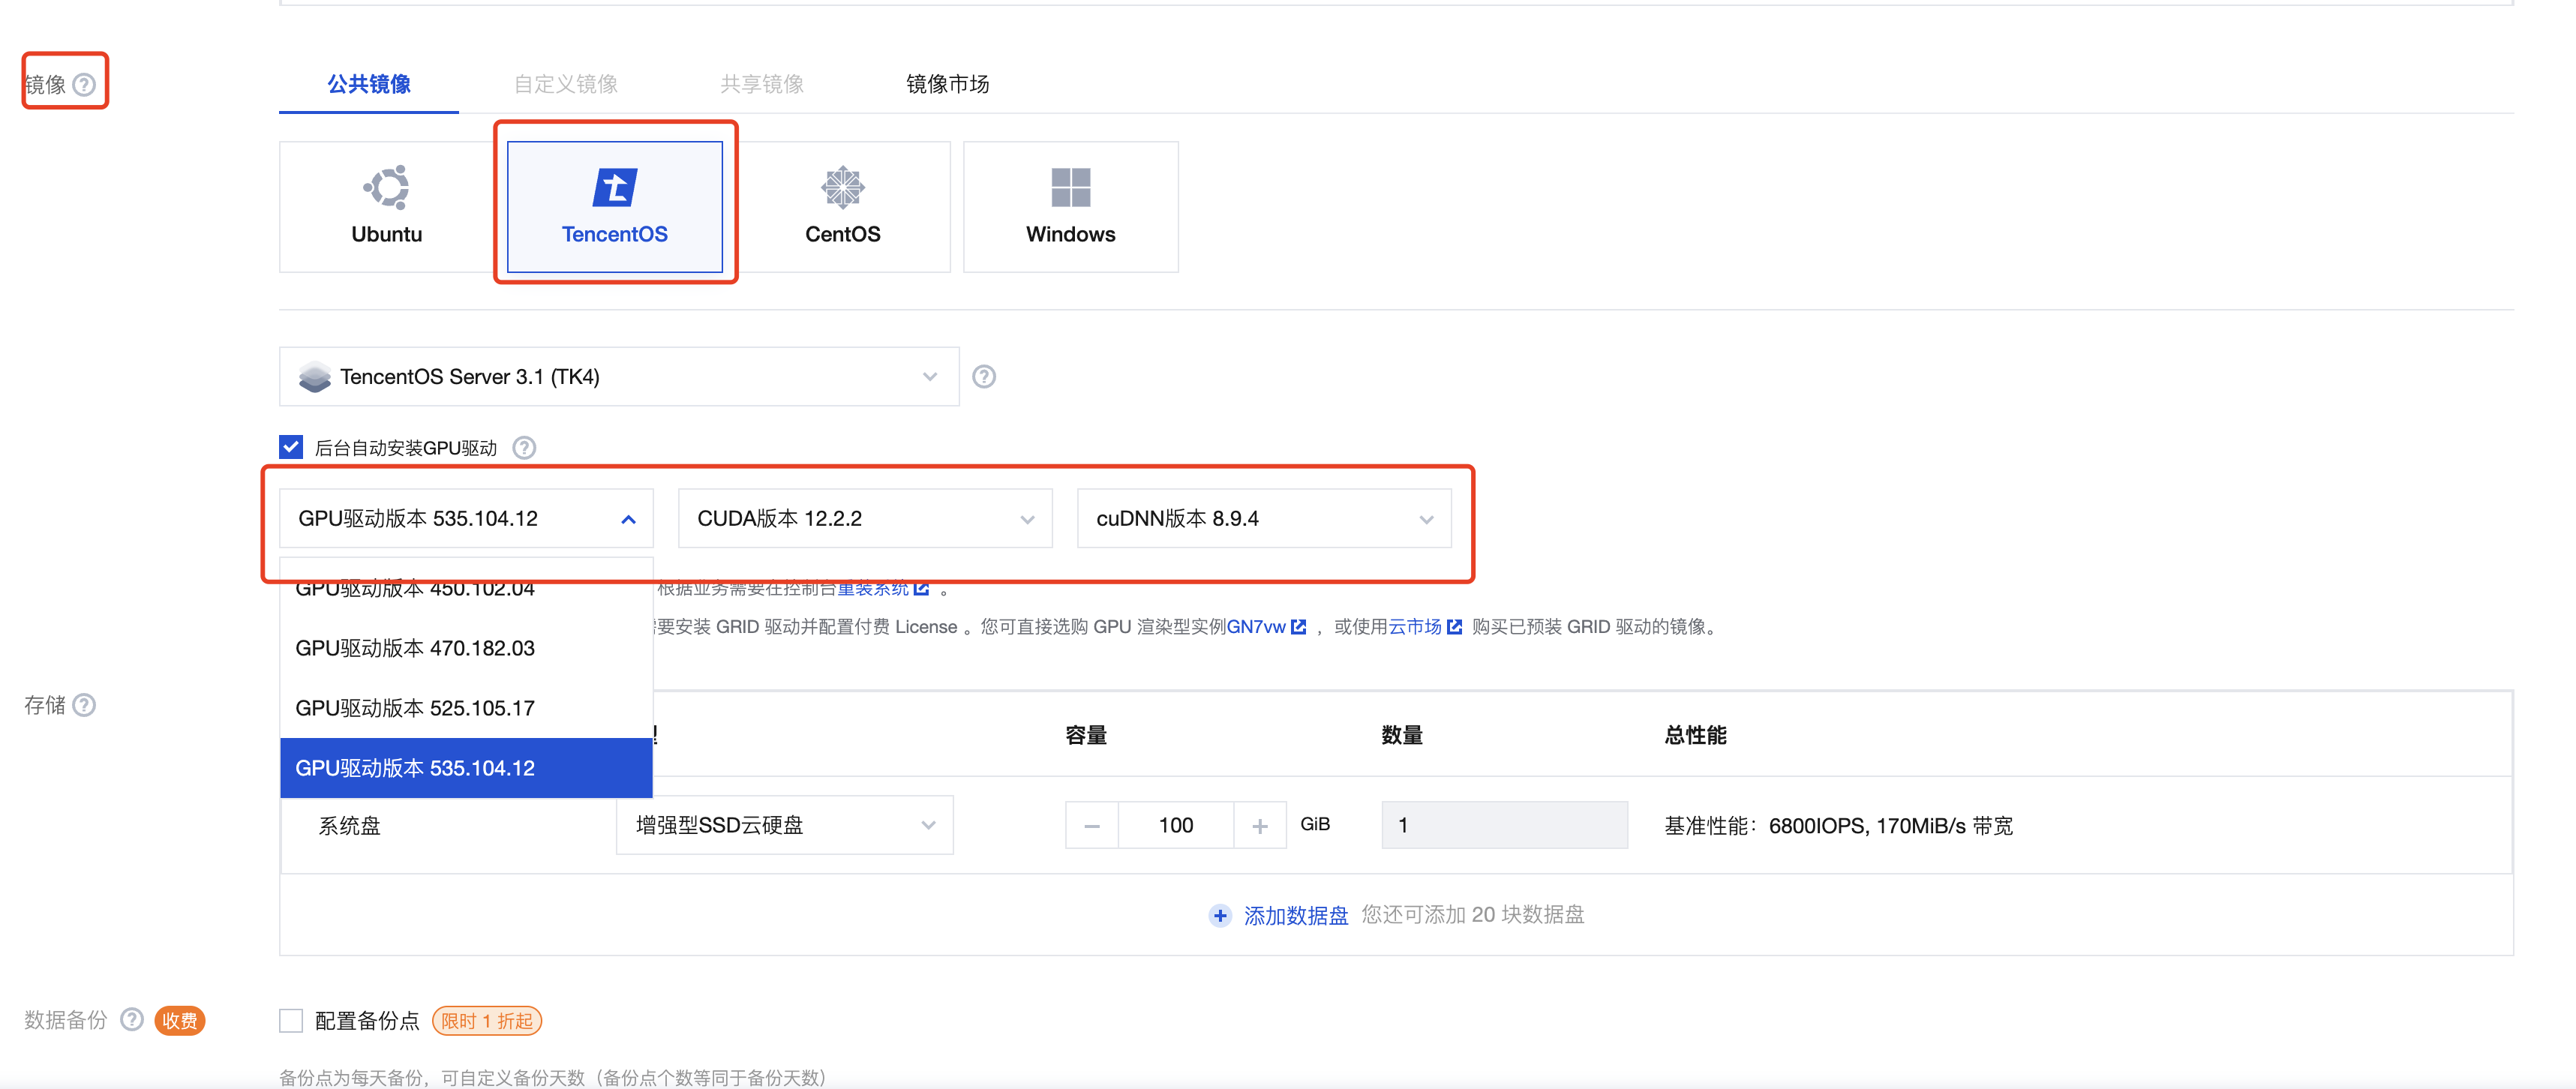 镜像
公共镜像 自定义镜像 共享镜像 镜像市场
Ubuntu TencentOS CentOS Windows
TencentOS Server 3.1 (TK4)
后台自动安装GPU驱动
GPU驱动版本 535.104.12 CUDA版本 12.2.2 cuDNN版本 8.9.4
GPU驱动版本 450.102.04
根据业务需要在控制台重装系统 。
要安装 GRID 驱动并配置付费 License 。您可直接选购 GPU 渲染型实例GN7vw ，或使用云市场 购买已预装 GRID 驱动的镜像。
GPU驱动版本 470.182.03
GPU驱动版本 525.105.17
GPU驱动版本 535.104.12
存储
容量 数量 总性能
系统盘 增强型SSD云硬盘 100 GiB 1 基准性能：6800IOPS, 170MiB/s 带宽
添加数据盘 您还可添加 20 块数据盘
数据备份 收费 配置备份点 限时 1 折起
备份点为每天备份，可自定义备份天数（备份点个数等同于备份天数）